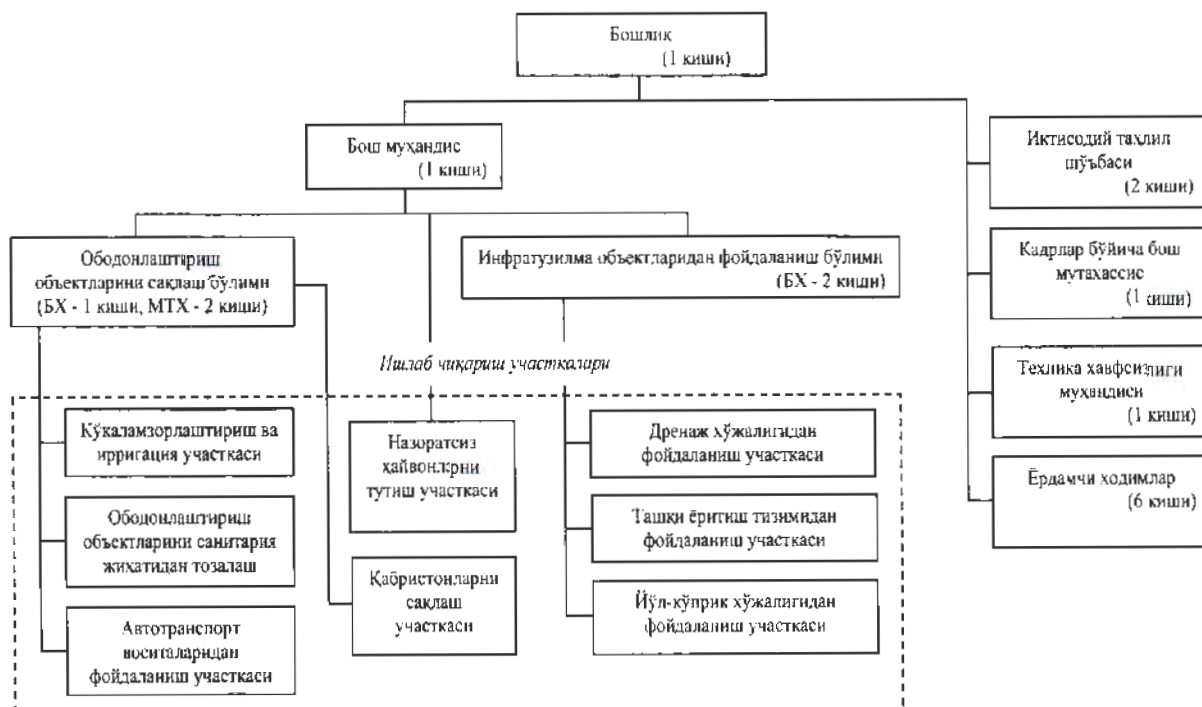 Бошлиқ
(1 киши)
Бош муҳандис
(1 киши)
Иқтисодий таҳлил
шўъбаси
(2 киши)
Ободонлаштириш
объектларини сақлаш бўлими
(БХ - 1 киши, МТХ - 2 киши)
Инфратузилма объектларидан фойдаланиш бўлими
(БХ - 2 киши)
Кадрлар бўйича бош
мутахассис
(1 киши)
Ишлаб чиқариш участкалари
Техника хавфсизлиги
муҳандиси
(1 киши)
Ёрдамчи ходимлар
(6 киши)
Кўкаламзорлаштириш ва
ирригация участкаси
Ободонлаштириш
объектларини санитария
жиҳатидан тозалаш
Автотранспорт
воситаларидан
фойдаланиш участкаси
Назоратсиз
ҳайвонларни
тутиш участкаси
Қабристонларни
сақлаш
участкаси
Дренаж хўжалигидан
фойдаланиш участкаси
Ташқи ёритиш тизимидан
фойдаланиш участкаси
Йўл-кўприк хўжалигидан
фойдаланиш участкаси